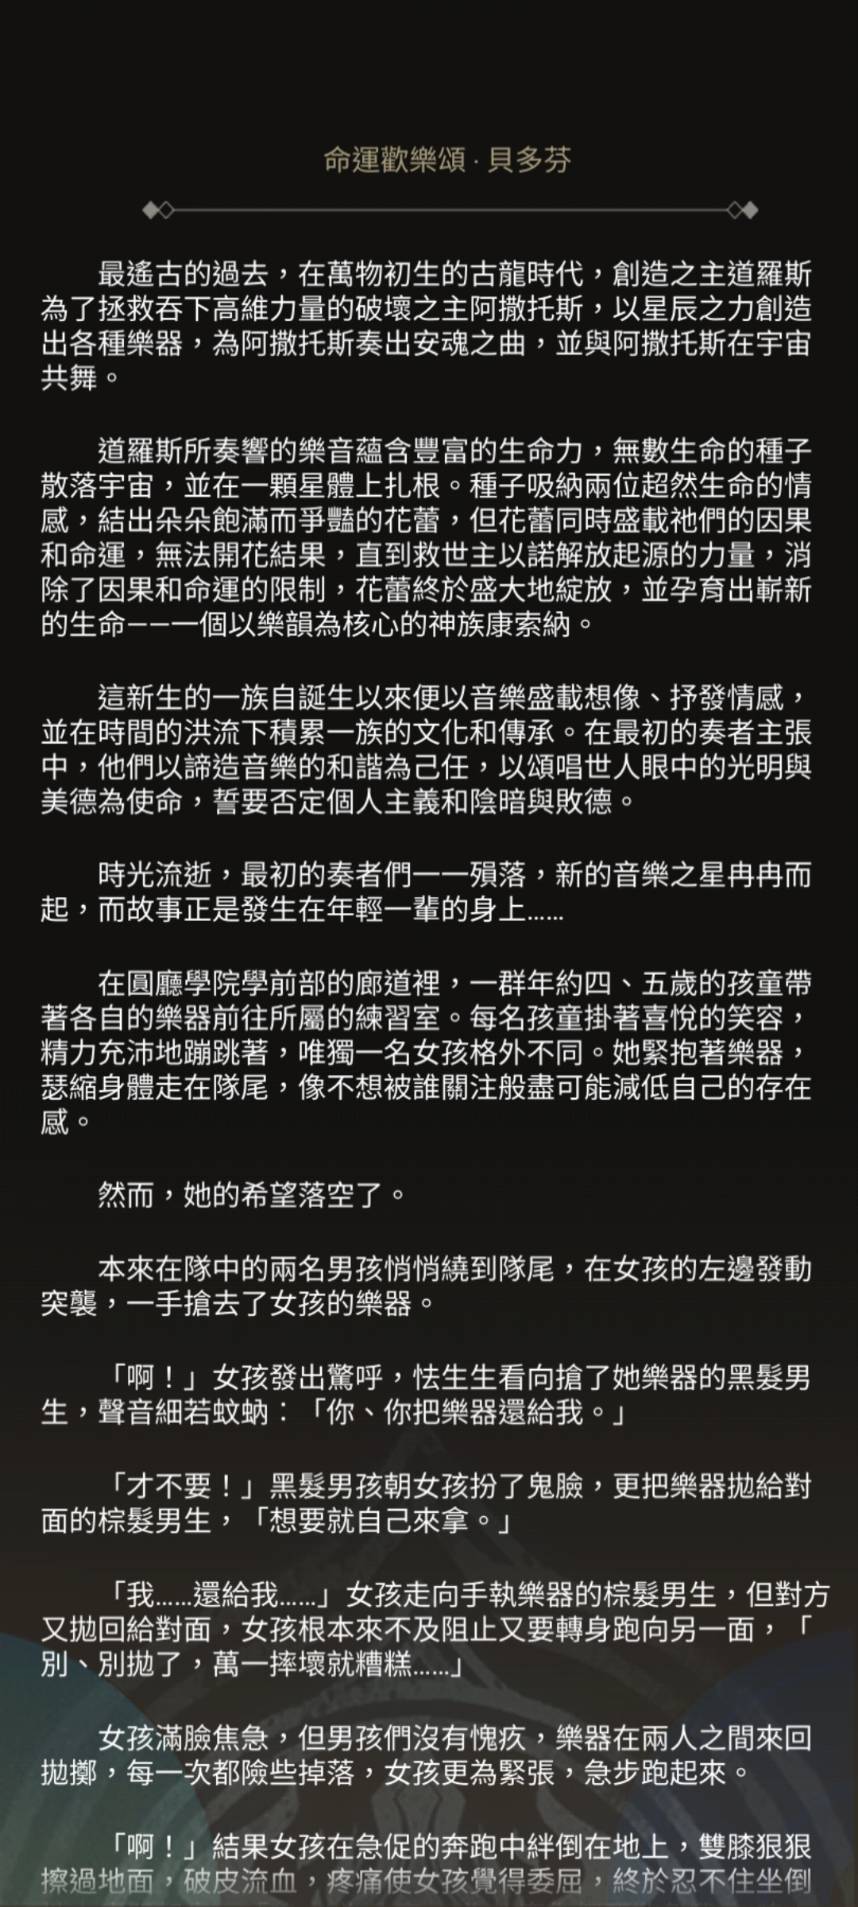 命運歡樂頌·貝多芬
最遙古的過去，在萬物初生的古龍時代，創造之主道羅斯
為了拯救吞下高維力量的破壞之主阿撒托斯，以星辰之力創造
出各種樂器，為阿撒托斯奏出安魂之曲，並與阿撒托斯在宇宙
共舞。
道羅斯所奏響的樂音蘊含豐富的生命力，無數生命的種子
散落宇宙，並在一顆星體上扎根。種子吸納兩位超然生命的情
感，結出朵朵飽滿而爭豔的花蕾，但花蕾同時盛載祂們的因果
和命運，無法開花結果，直到救世主以諾解放起源的力量，消
除了因果和命運的限制，花蕾終於盛大地綻放，並孕育出嶄新
的生命——一個以樂韻為核心的神族康索納。
這新生的一族自誕生以來便以音樂盛載想像、抒發情感，
並在時間的洪流下積累一族的文化和傳承。在最初的奏者主張
中，他們以諦造音樂的和諧為己任，以頌唱世人眼中的光明與
美德為使命，誓要否定個人主義和陰暗與敗德。
時光流逝，最初的奏者們一一殞落，新的音樂之星冉冉而
起，而故事正是發生在年輕一輩的身上……
在圓廳學院學前部的廊道裡，一群年約四、五歲的孩童帶
著各自的樂器前往所屬的練習室。每名孩童掛著喜悅的笑容，
精力充沛地蹦跳著，唯獨一名女孩格外不同。她緊抱著樂器，
瑟縮身體走在隊尾，像不想被誰關注般盡可能減低自己的存在
感。
然而，她的希望落空了。
本來在隊中的兩名男孩悄悄繞到隊尾，在女孩的左邊發動
突襲，一手搶去了女孩的樂器。
「啊！」女孩發出驚呼，怯生生看向搶了她樂器的黑髮男
生，聲音細若蚊蚋：「你、你把樂器還給我。」
「才不要！」黑髮男孩朝女孩扮了鬼臉，更把樂器拋給對
面的棕髮男生，「想要就自己來拿。」
「我……還給我……」女孩走向手執樂器的棕髮男生，但對方
又拋回給對面，女孩根本來不及阻止又要轉身跑向另一面，「
別、別拋了，萬一摔壞就糟糕……」
女孩滿臉焦急，但男孩們沒有愧疚，樂器在兩人之間來回
拋擲，每一次都險些掉落，女孩更為緊張，急步跑起來。
「啊！」結果女孩在急促的奔跑中絆倒在地上，雙膝狠狠
擦過地面，破皮流血，疼痛使女孩覺得委屈，終於忍不住坐倒